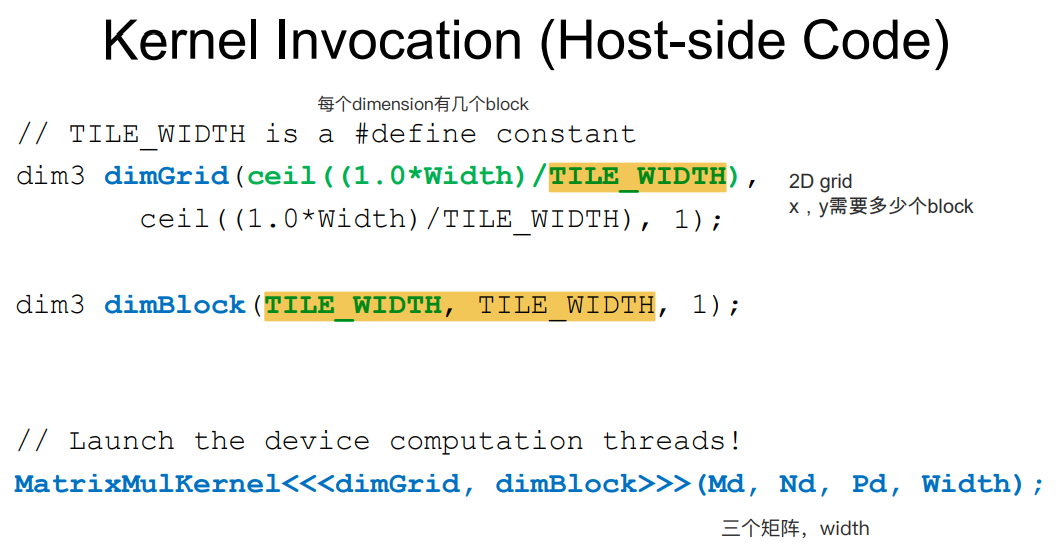 Kernel Invocation (Host-side Code)
每个dimension有几个block
// TILE_WIDTH is a #define constant
dim3 dimGrid(ceil((1.0*Width)/TILE_WIDTH),
ceil((1.0*Width)/TILE_WIDTH), 1);
2D grid
x，y需要多少个block
dim3 dimBlock(TILE_WIDTH, TILE_WIDTH, 1);
// Launch the device computation threads!
MatrixMulKernel<<<dimGrid, dimBlock>>>(Md, Nd, Pd, Width);
三个矩阵，width